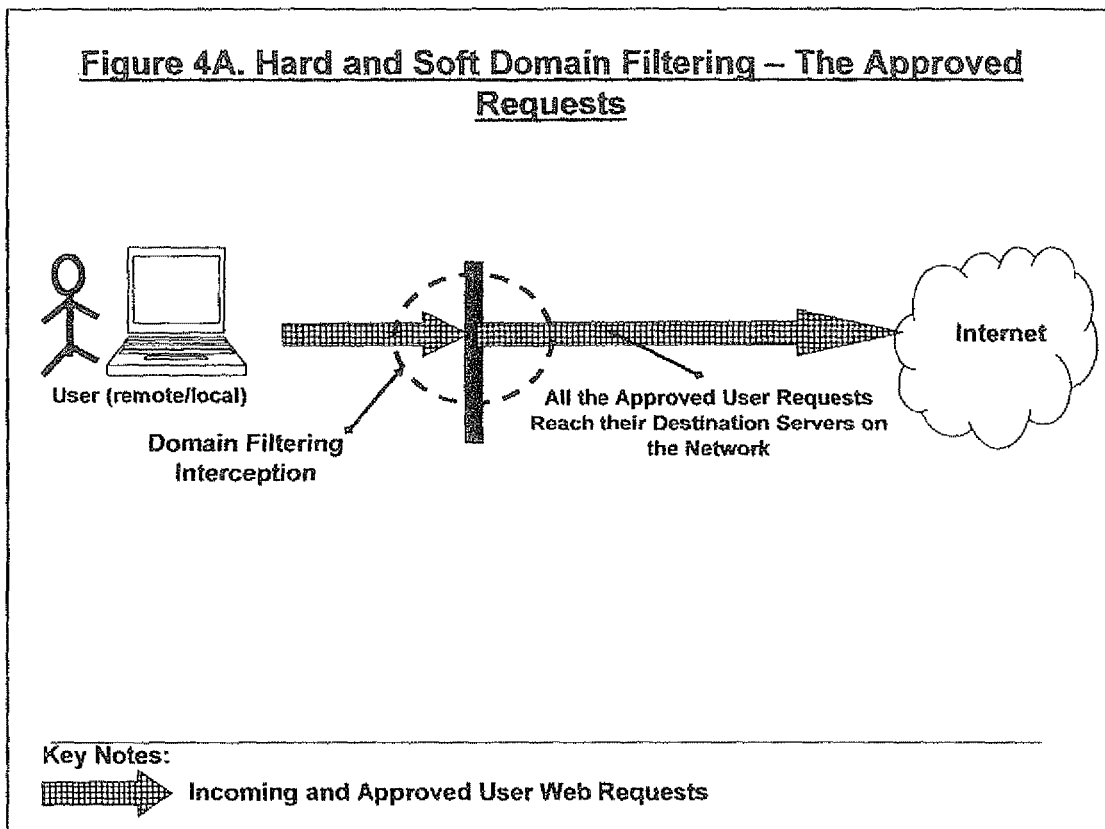 Figure 4A. Hard and Soft Domain Filtering – The Approved
Requests
User (remote/local)
Domain Filtering
Interception
All the Approved User Requests
Reach their Destination Servers on
the Network
Internet
Key Notes:
Incoming and Approved User Web Requests